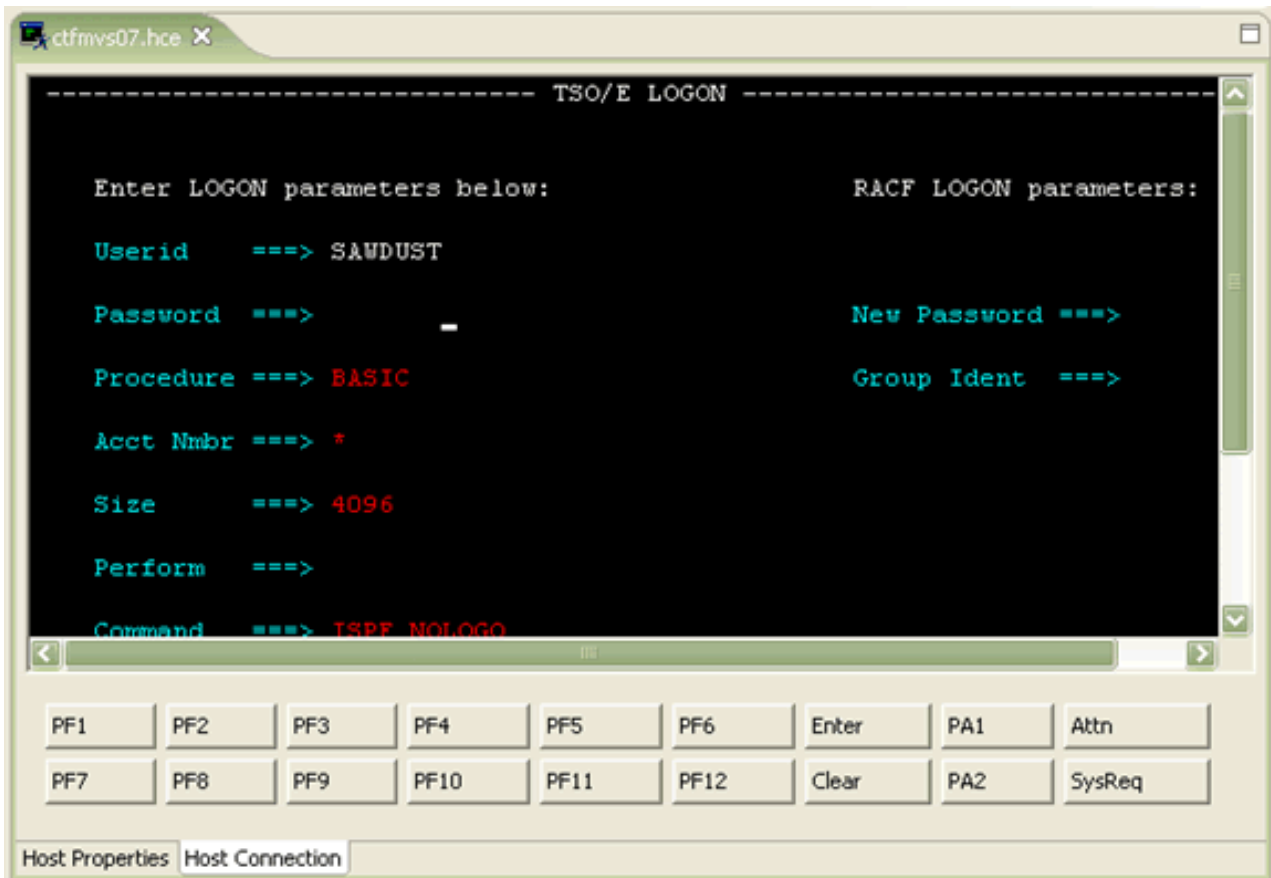 ctfmvs07.hce
------------------------------- TSO/E LOGON -------------------------------
Enter LOGON parameters below: RACF LOGON parameters:
Userid ===> SAWDUST
Password ===> New Password ===>
Procedure ===> BASIC Group Ident ===>
Acct Nmbr ===> *
Size ===> 4096
Perform ===>
Command ===> ISPF NOLOGO
PF1 PF2 PF3 PF4 PF5 PF6 Enter PA1 Attn
PF7 PF8 PF9 PF10 PF11 PF12 Clear PA2 SysReq
Host Properties Host Connection